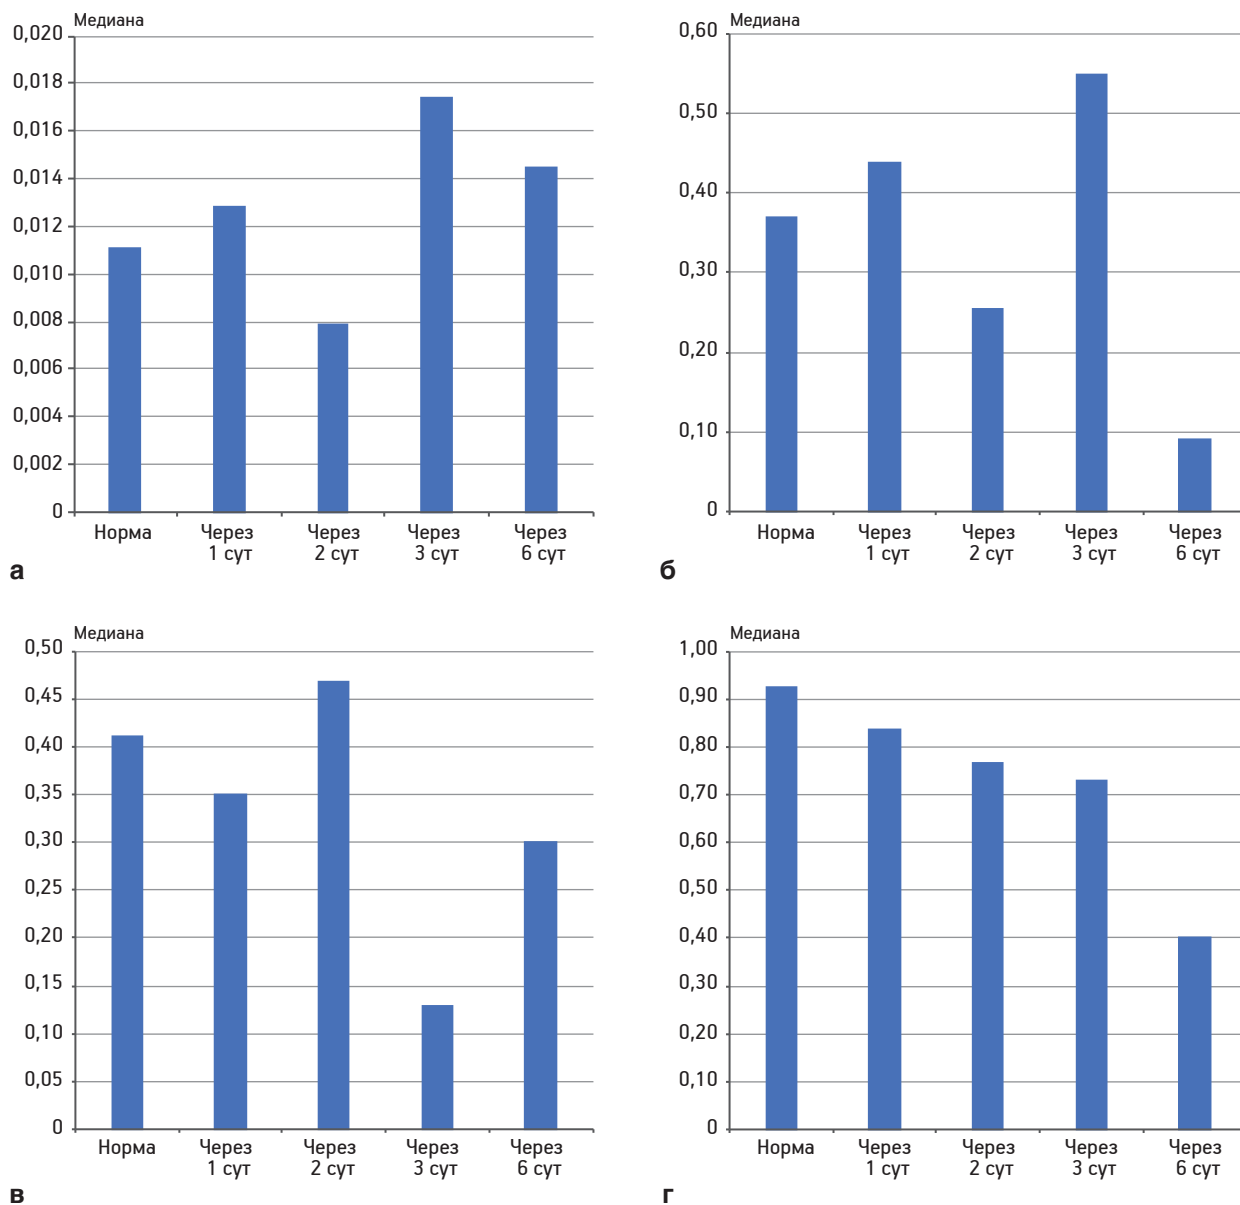 Медиана
0,020
0,018
0,016
0,014
0,012
0,010
0,008
0,006
0,004
0,002
0
Норма Через Через Через Через
1 сут 2 сут 3 сут 6 сут
а
Медиана
0,60
0,50
0,40
0,30
0,20
0,10
0
Норма Через Через Через Через
1 сут 2 сут 3 сут 6 сут
б
Медиана
0,50
0,45
0,40
0,35
0,30
0,25
0,20
0,15
0,10
0,05
0
Норма Через Через Через Через
1 сут 2 сут 3 сут 6 сут
в
Медиана
1,00
0,90
0,80
0,70
0,60
0,50
0,40
0,30
0,20
0,10
0
Норма Через Через Через Через
1 сут 2 сут 3 сут 6 сут
г